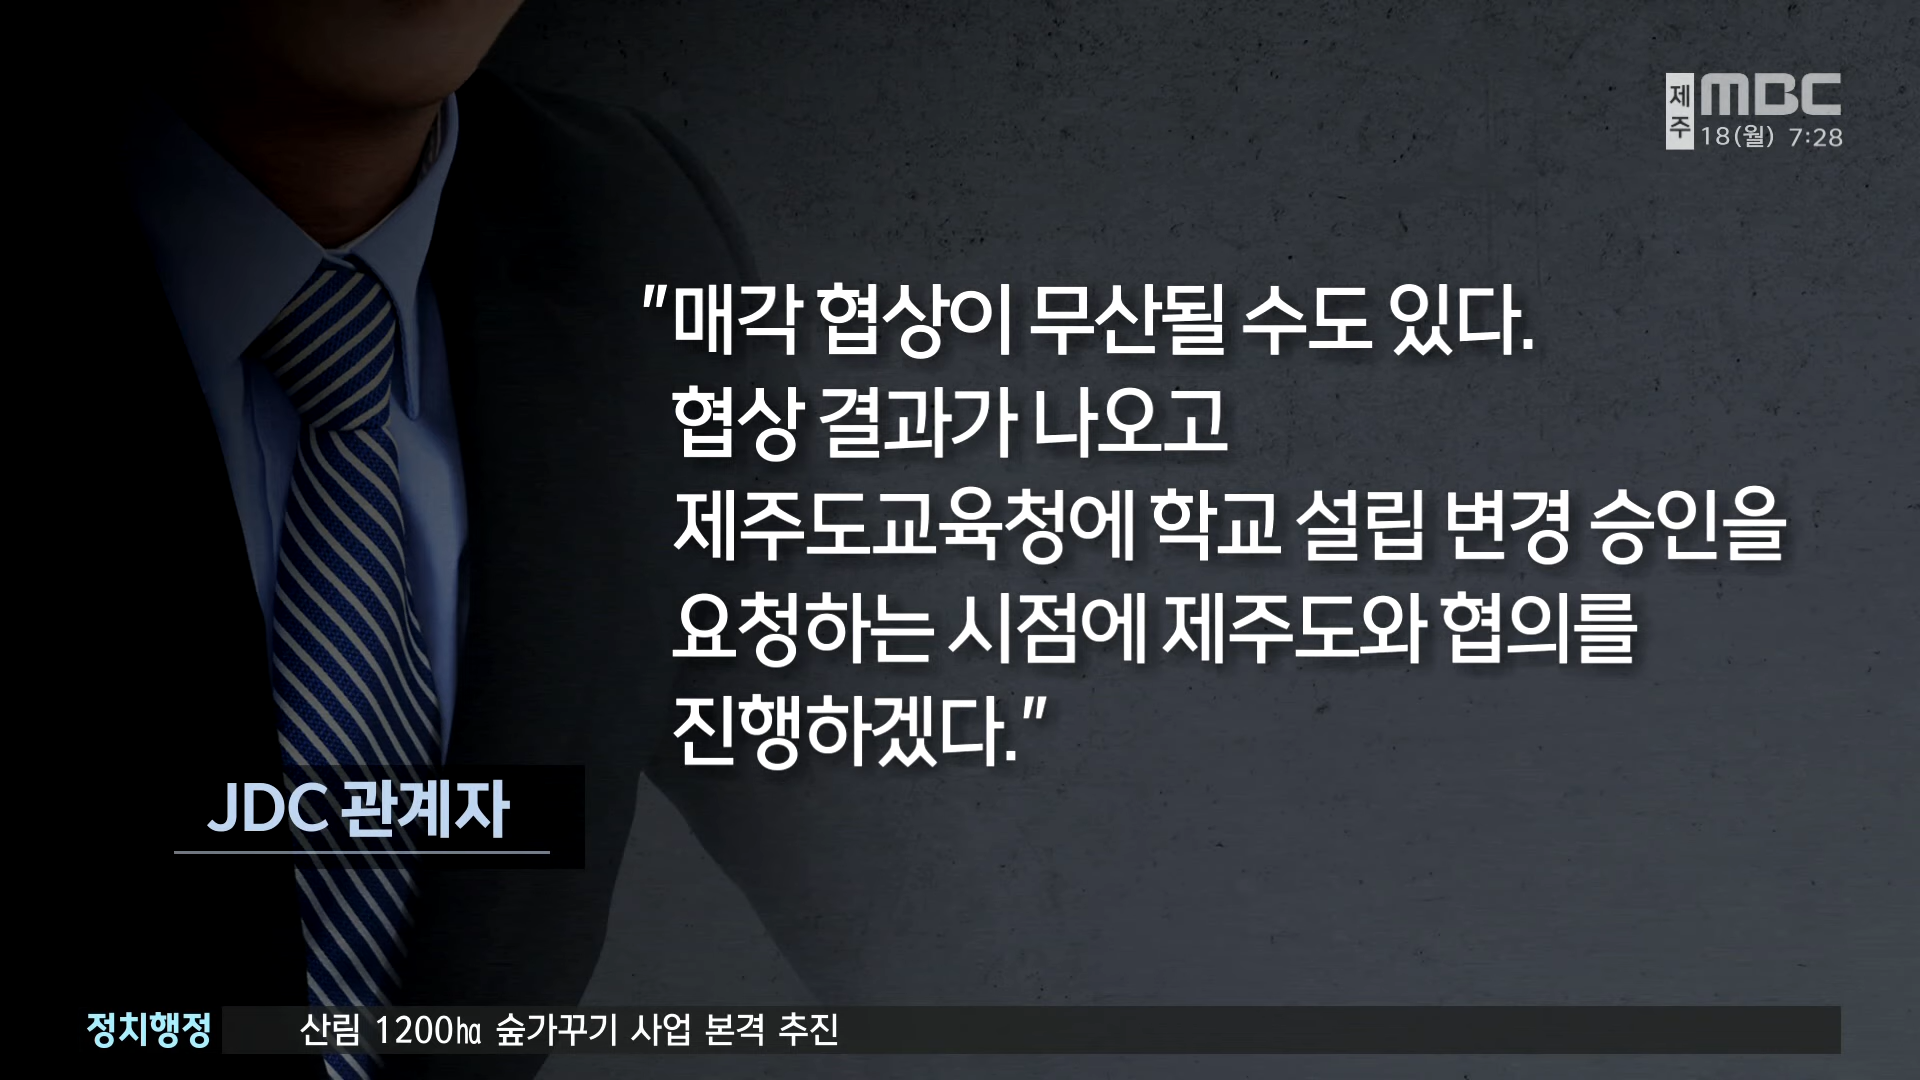 제주 MBC
18(월) 7:28
"매각 협상이 무산될 수도 있다.
협상 결과가 나오고
제주도교육청에 학교 설립 변경 승인을
요청하는 시점에 제주도와 협의를
진행하겠다."
JDC 관계자
정치행정 산림 1200㏊ 숲가꾸기 사업 본격 추진